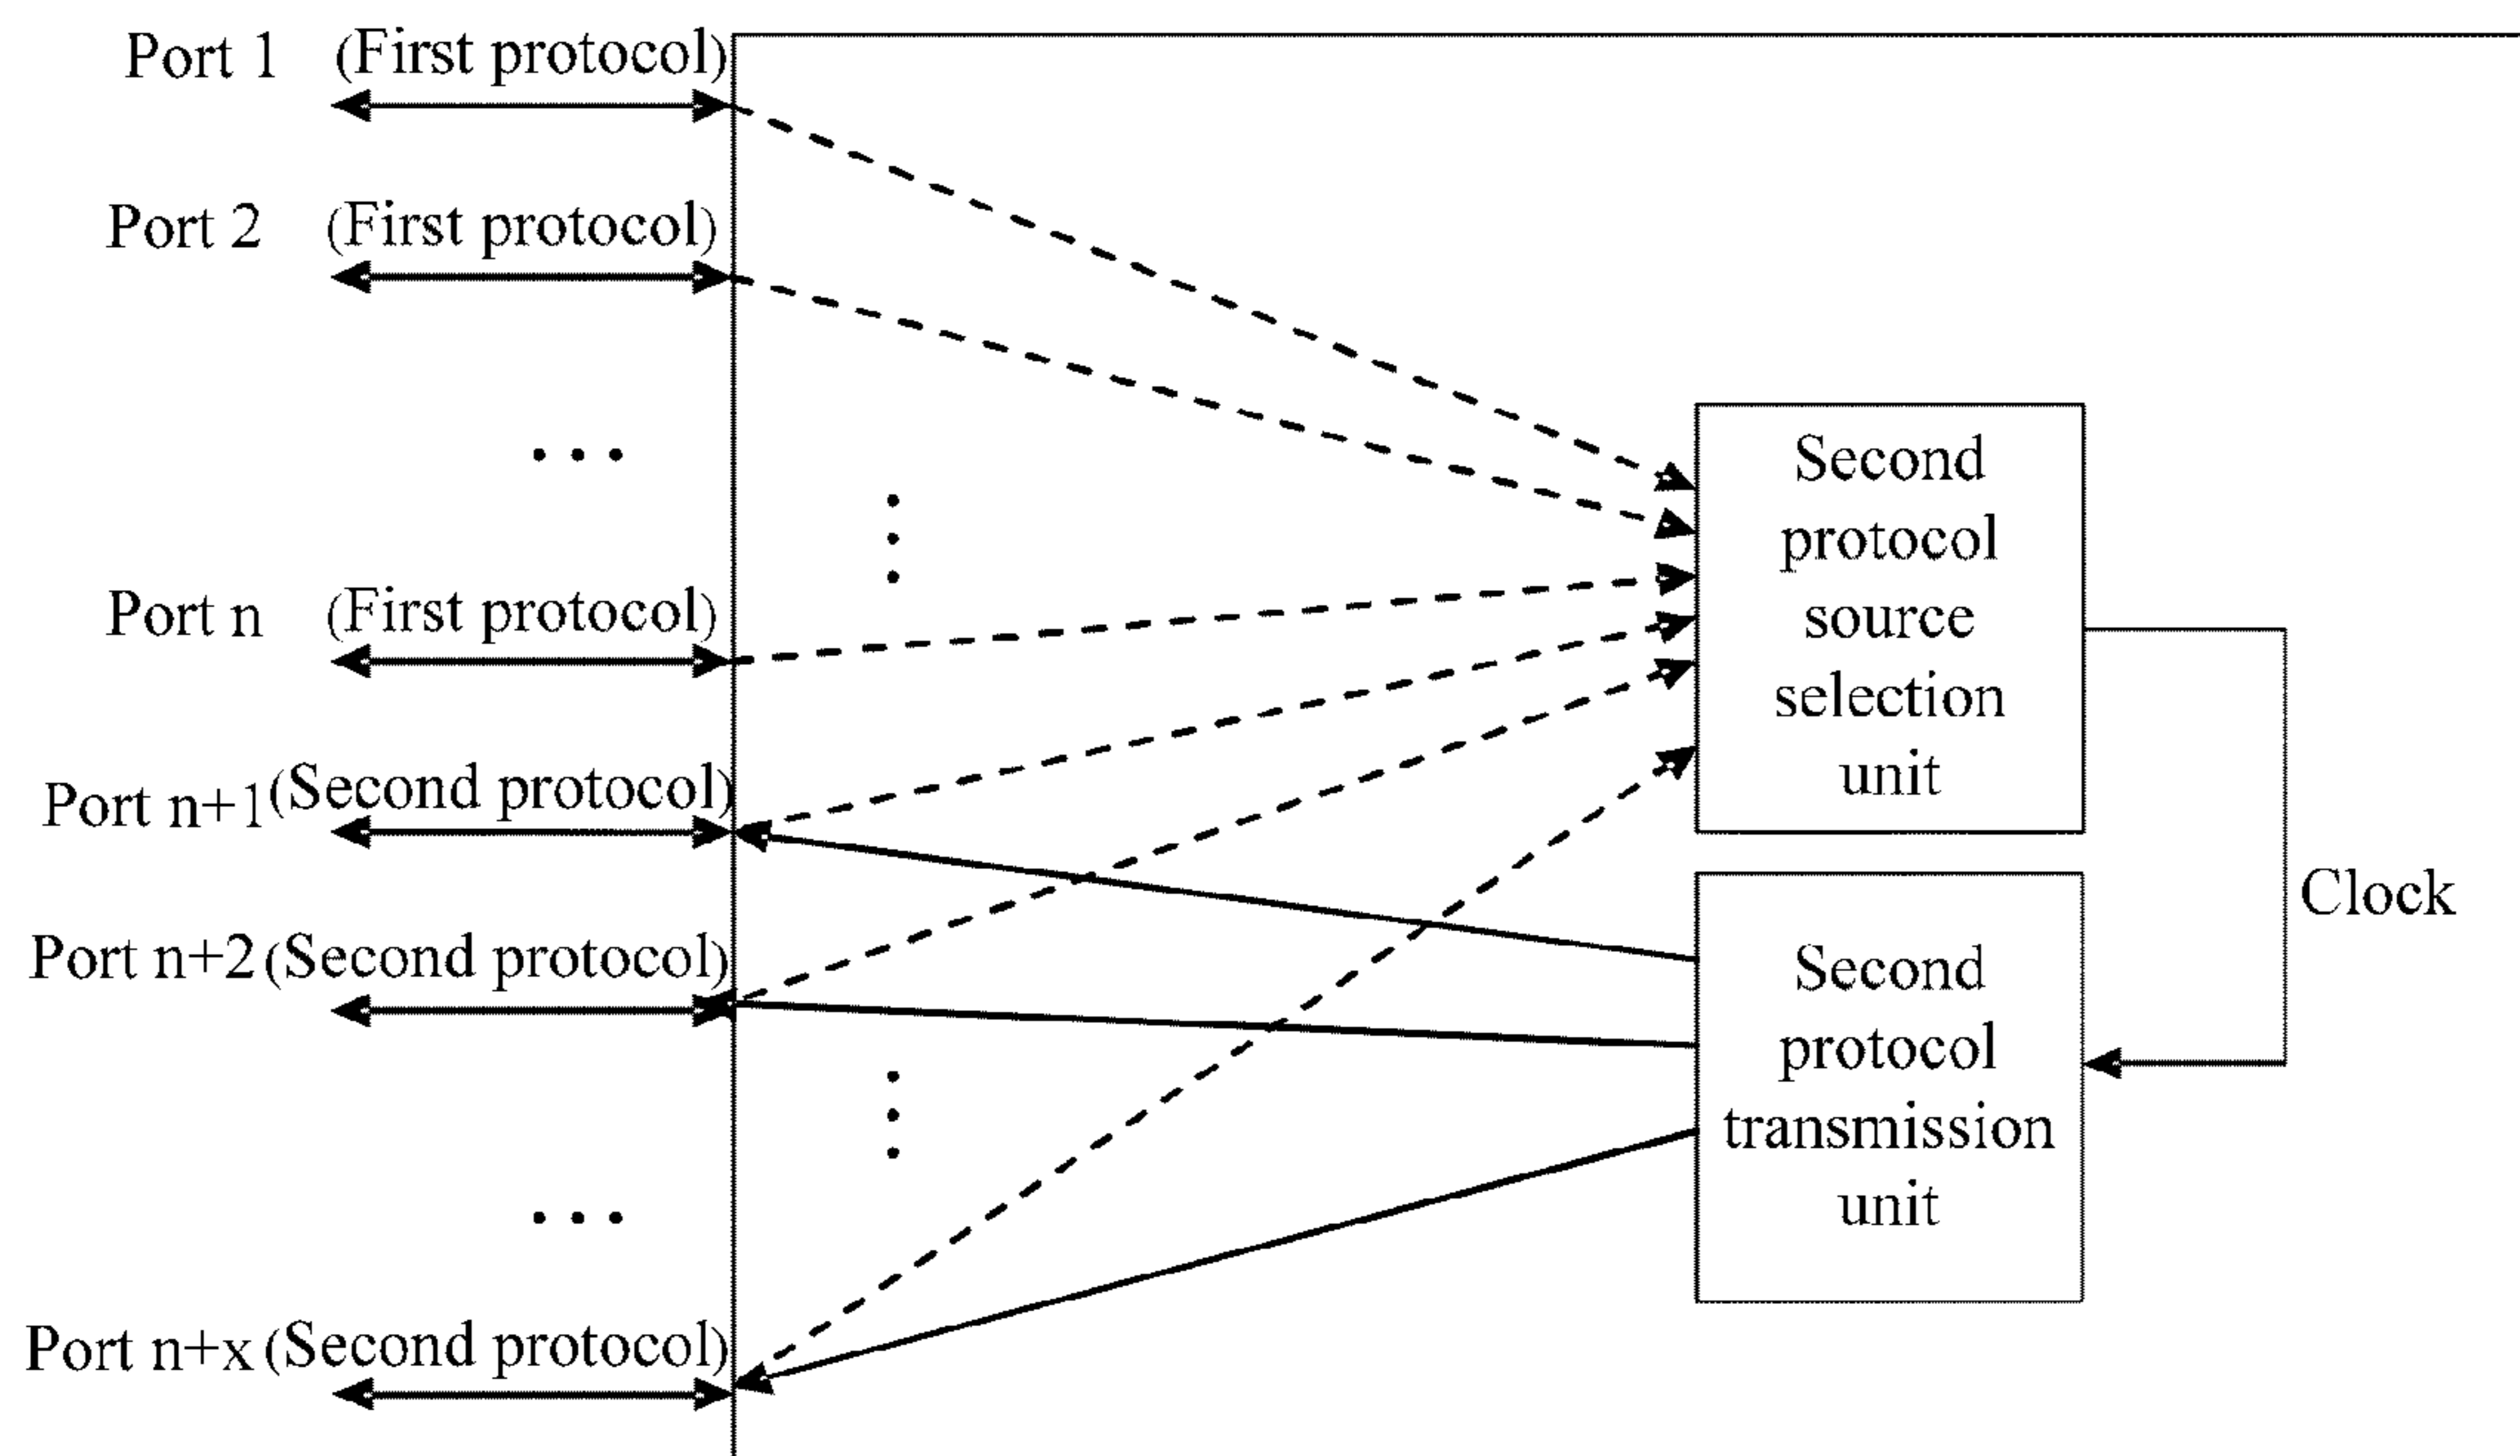 Port 1 (First protocol)
Port 2 (First protocol)
...
Port n (First protocol)
Port n+1 (Second protocol)
Port n+2 (Second protocol)
...
Port n+x (Second protocol)
Second
protocol
source
selection
unit
Clock
Second
protocol
transmission
unit